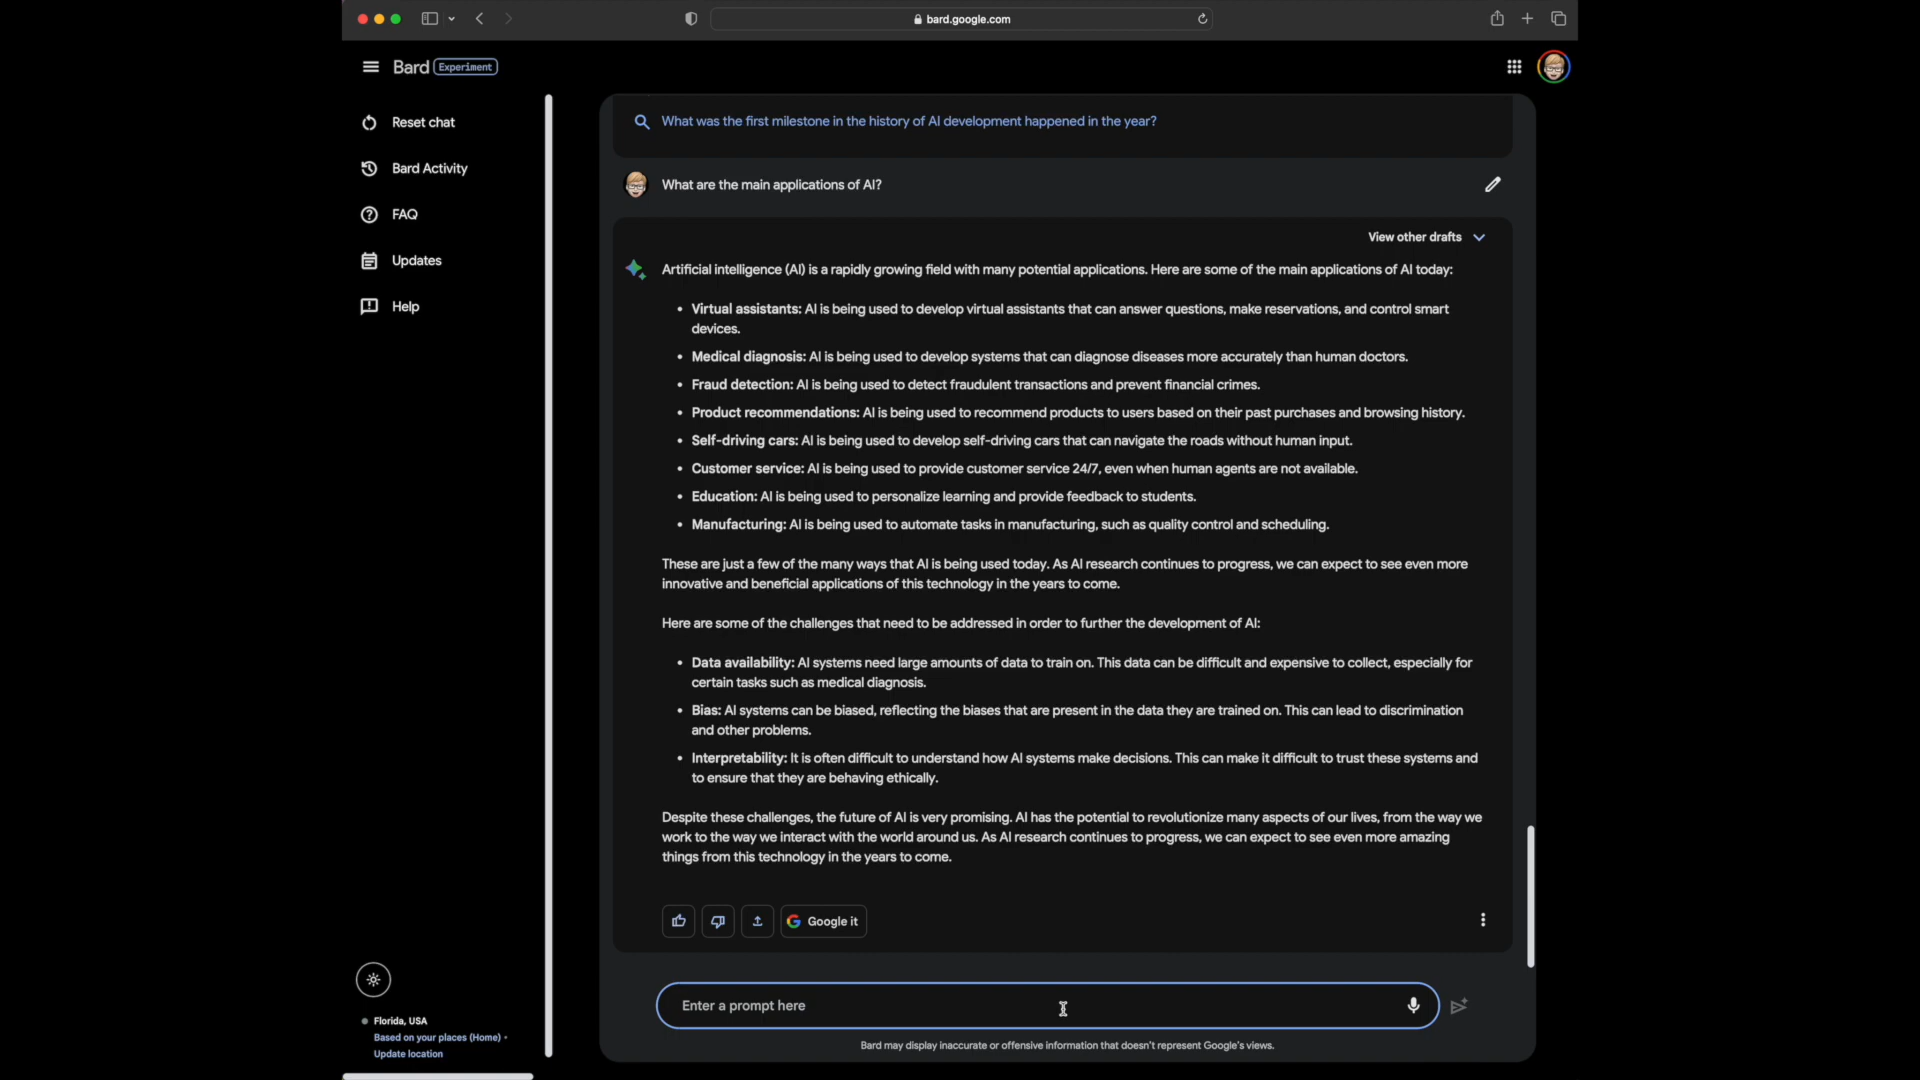 bard.google.com
Bard Experiment
Reset chat
Bard Activity
FAQ
Updates
Help
What was the first milestone in the history of AI development happened in the year?
What are the main applications of AI?
View other drafts
Artificial intelligence (AI) is a rapidly growing field with many potential applications. Here are some of the main applications of AI today:
• Virtual assistants: AI is being used to develop virtual assistants that can answer questions, make reservations, and control smart
devices.
• Medical diagnosis: AI is being used to develop systems that can diagnose diseases more accurately than human doctors.
• Fraud detection: AI is being used to detect fraudulent transactions and prevent financial crimes.
• Product recommendations: AI is being used to recommend products to users based on their past purchases and browsing history.
• Self-driving cars: AI is being used to develop self-driving cars that can navigate the roads without human input.
• Customer service: AI is being used to provide customer service 24/7, even when human agents are not available.
• Education: AI is being used to personalize learning and provide feedback to students.
• Manufacturing: AI is being used to automate tasks in manufacturing, such as quality control and scheduling.
These are just a few of the many ways that AI is being used today. As AI research continues to progress, we can expect to see even more
innovative and beneficial applications of this technology in the years to come.
Here are some of the challenges that need to be addressed in order to further the development of AI:
• Data availability: AI systems need large amounts of data to train on. This data can be difficult and expensive to collect, especially for
certain tasks such as medical diagnosis.
• Bias: AI systems can be biased, reflecting the biases that are present in the data they are trained on. This can lead to discrimination
and other problems.
• Interpretability: It is often difficult to understand how AI systems make decisions. This can make it difficult to trust these systems and
to ensure that they are behaving ethically.
Despite these challenges, the future of AI is very promising. AI has the potential to revolutionize many aspects of our lives, from the way we
work to the way we interact with the world around us. As AI research continues to progress, we can expect to see even more amazing
things from this technology in the years to come.
Google it
Enter a prompt here
Bard may display inaccurate or offensive information that doesn't represent Google's views.
Florida, USA
Based on your places (Home) •
Update location